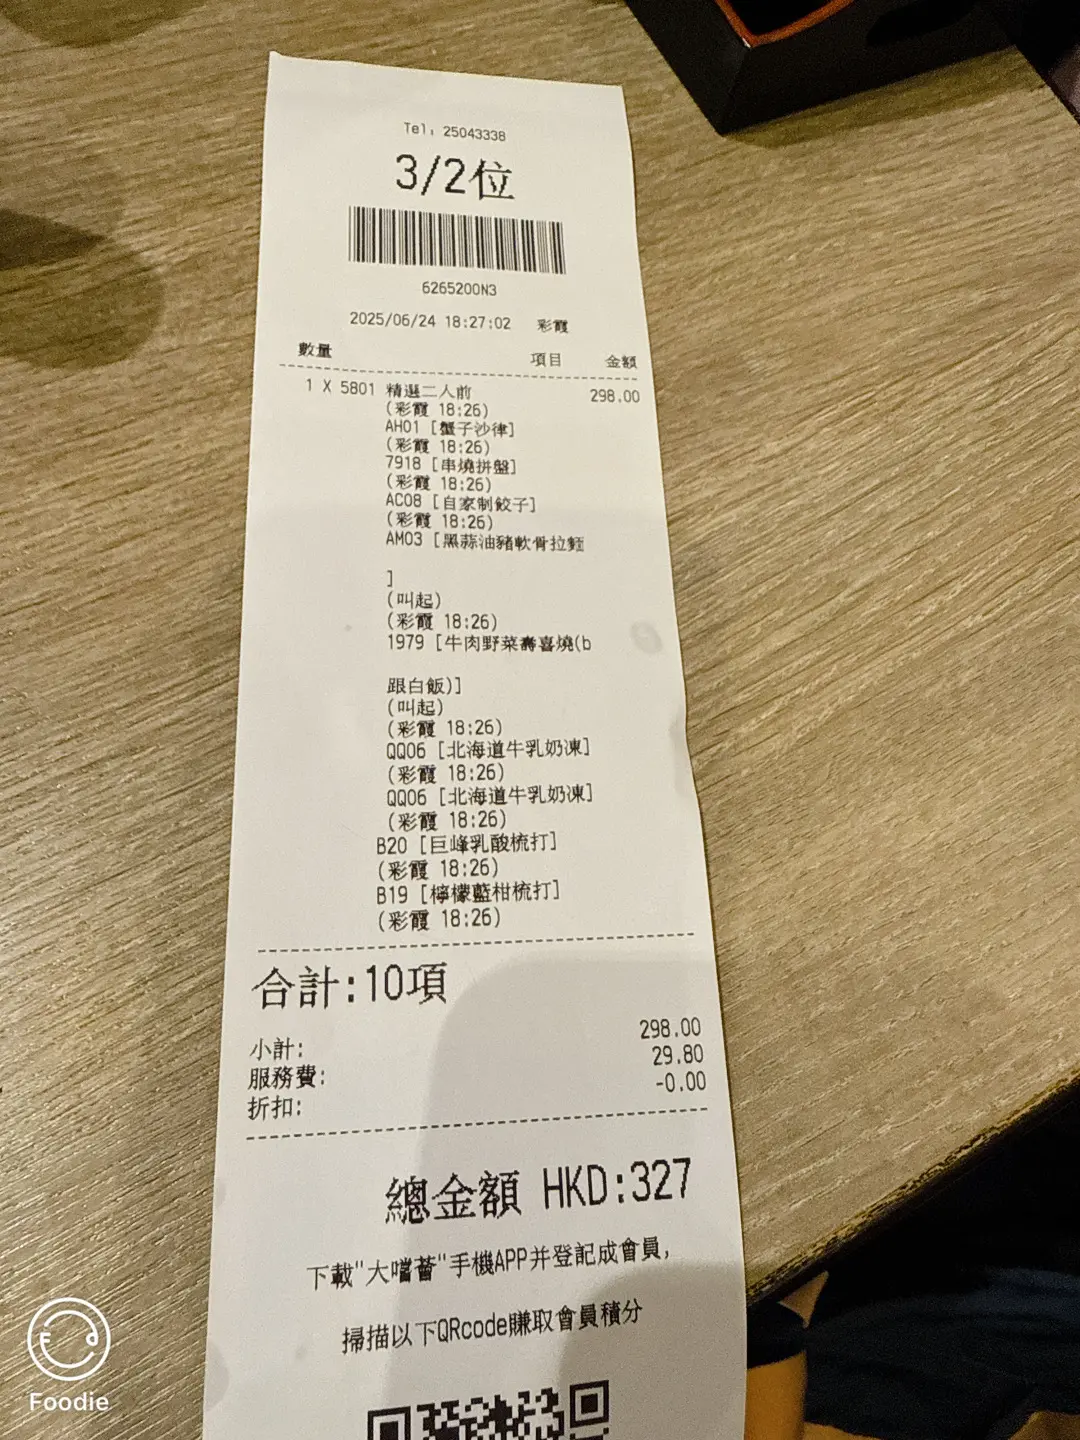 Tel: 25043338
3/2位
6265200N3
2025/06/24 18:27:02 彩霞
數量 項目 金額
1 X 5801 精選二人前 298.00
(彩霞 18:26)
AH01 [蟹子沙律]
(彩霞 18:26)
7918 [串燒拼盤]
(彩霞 18:26)
AC08 [自家制餃子]
(彩霞 18:26)
AM03 [黑蒜油豬軟骨拉麵
]
(叫起)
(彩霞 18:26)
1979 [牛肉野菜壽喜燒(b
跟白飯)]
(叫起)
(彩霞 18:26)
QQ06 [北海道牛乳奶凍]
(彩霞 18:26)
QQ06 [北海道牛乳奶凍]
(彩霞 18:26)
B20 [巨峰乳酸梳打]
(彩霞 18:26)
B19 [檸檬藍柑梳打]
(彩霞 18:26)
合計:10項
小計: 298.00
服務費: 29.80
折扣: -0.00
總金額 HKD:327
下載"大嚐薈"手機APP并登記成會員,
掃描以下QRcode賺取會員積分
Foodie